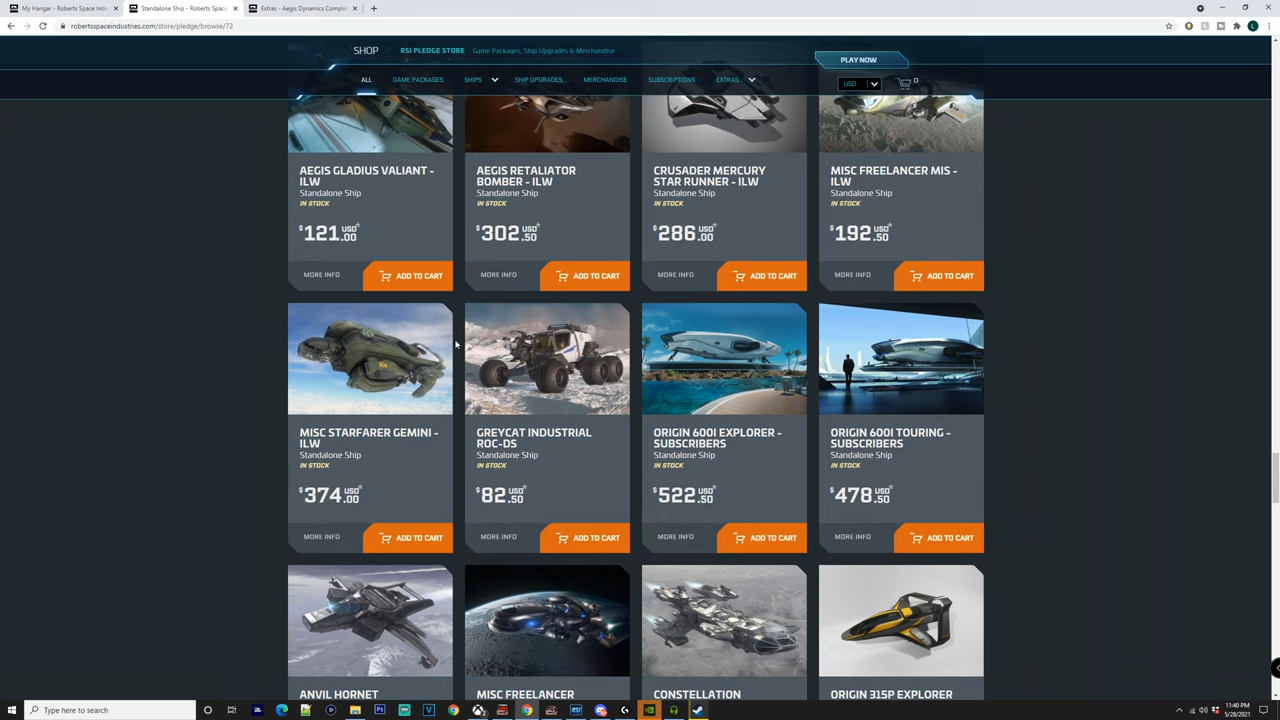 My Hangar - Roberts Space Indu
Standalone Ship - Roberts Spac
Extras - Aegis Dynamics Comple
robertsspaceindustries.com/store/pledge/browse/72
SHOP
RSI PLEDGE STORE
Game Packages, Ship Upgrades & Merchandise
PLAY NOW
ALL
GAME PACKAGES
SHIPS
SHIP UPGRADES
MERCHANDISE
SUBSCRIPTIONS
EXTRAS
USD
0
AEGIS GLADIUS VALIANT -
ILW
Standalone Ship
IN STOCK
$121.00 USD*
MORE INFO
ADD TO CART
AEGIS RETALIATOR
BOMBER - ILW
Standalone Ship
IN STOCK
$302.50 USD*
MORE INFO
ADD TO CART
CRUSADER MERCURY
STAR RUNNER - ILW
Standalone Ship
IN STOCK
$286.00 USD*
MORE INFO
ADD TO CART
MISC FREELANCER MIS -
ILW
Standalone Ship
IN STOCK
$192.50 USD*
MORE INFO
ADD TO CART
MISC STARFARER GEMINI -
ILW
Standalone Ship
IN STOCK
$374.00 USD*
MORE INFO
ADD TO CART
GREYCAT INDUSTRIAL
ROC-DS
Standalone Ship
IN STOCK
$82.50 USD*
MORE INFO
ADD TO CART
ORIGIN 600I EXPLORER -
SUBSCRIBERS
Standalone Ship
IN STOCK
$522.50 USD*
MORE INFO
ADD TO CART
ORIGIN 600I TOURING -
SUBSCRIBERS
Standalone Ship
IN STOCK
$478.50 USD*
MORE INFO
ADD TO CART
ANVIL HORNET
MISC FREELANCER
CONSTELLATION
ORIGIN 315P EXPLORER
Type here to search
11:40 PM
5/28/2021